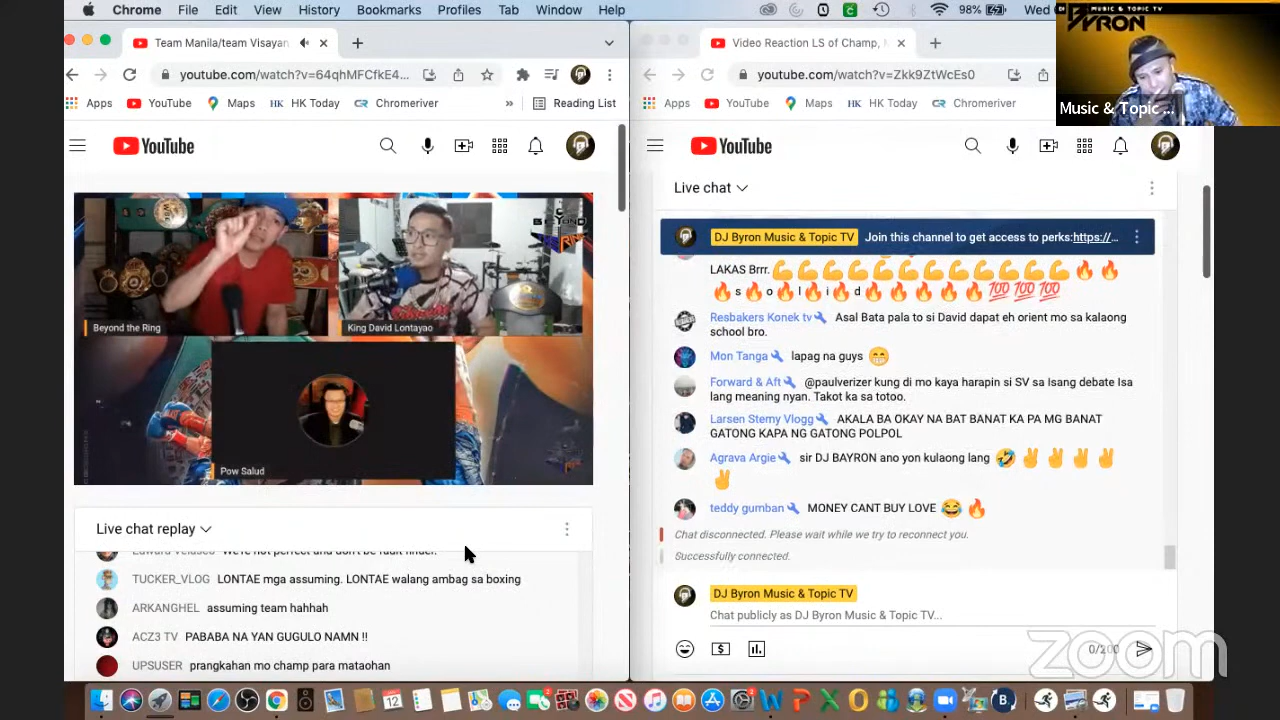 Chrome File Edit View History Bookmarks Profiles Tab Window Help 98% Wed
BYRON
MUSIC & TOPIC TV
Music & Topic ...
Team Manila/team Visayan
youtube.com/watch?v=64qhMFCfkE4...
Apps YouTube Maps HK Today Chromeriver » Reading List
YouTube
BEYOND
Beyond the Ring
King David Lontayao
Pow Salud
Live chat replay
We're not perfect and don't be fault finder.
TUCKER_VLOG LONTAE mga assuming. LONTAE walang ambag sa boxing
ARKANGHEL assuming team hahhah
ACZ3 TV PABABA NA YAN GUGULO NAMN !!
UPSUSER prangkahan mo champ para mataohan
Video Reaction LS of Champ,
youtube.com/watch?v=Zkk9ZtWcEs0
Apps YouTube Maps HK Today Chromeriver
YouTube
Live chat
DJ Byron Music & Topic TV Join this channel to get access to perks:https://...
LAKAS Brrr.💪💪💪💪💪💪💪💪💪💪💪💪💪🔥🔥
🔥s🔥o🔥l🔥i🔥d🔥🔥🔥🔥🔥💯💯💯
Resbakers Konek tv Asal Bata pala to si David dapat eh orient mo sa kalaong
school bro.
Mon Tanga lapag na guys 😁
Forward & Aft @paulverizer kung di mo kaya harapin si SV sa Isang debate Isa
lang meaning nyan. Takot ka sa totoo.
Larsen Stemy Vlogg AKALA BA OKAY NA BAT BANAT KA PA MG BANAT
GATONG KAPA NG GATONG POLPOL
Agrava Argie sir DJ BAYRON ano yon kulaong lang 🤣✌✌✌✌
✌
teddy gumban MONEY CANT BUY LOVE 😂🔥
Chat disconnected. Please wait while we try to reconnect you.
Successfully connected.
DJ Byron Music & Topic TV
Chat publicly as DJ Byron Music & Topic TV...
0/200
zoom